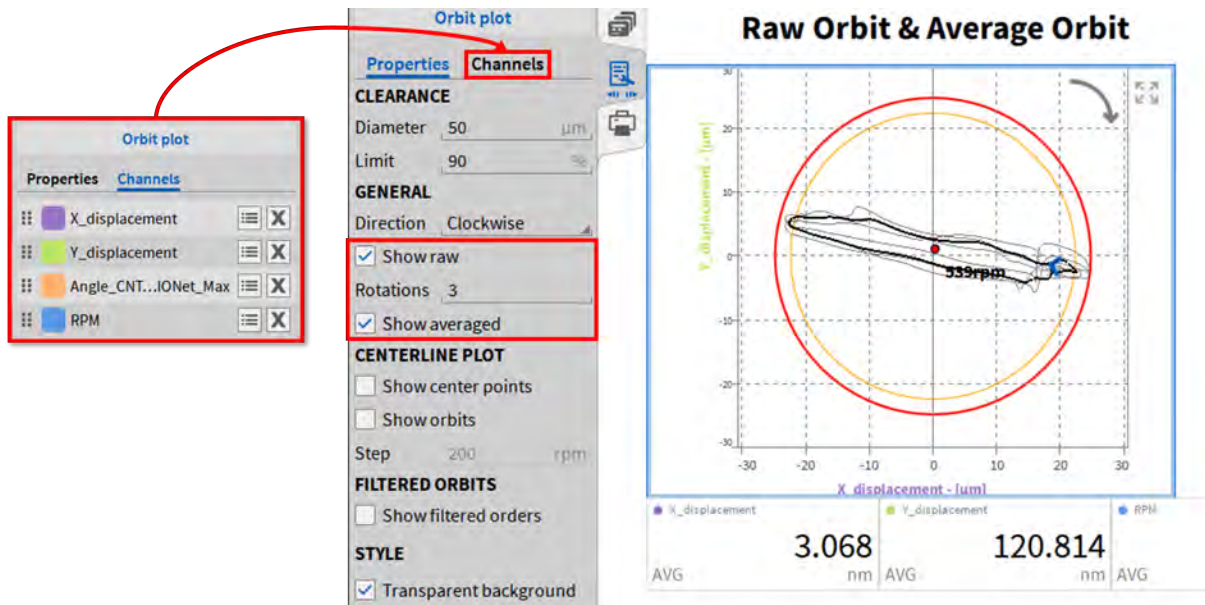 Orbit plot
Properties Channels
X_displacement
Y_displacement
Angle_CNT...IONet_Max
RPM
Orbit plot
Properties Channels
CLEARANCE
Diameter 50 µm
Limit 90 %
GENERAL
Direction Clockwise
Show raw
Rotations 3
Show averaged
CENTERLINE PLOT
Show center points
Show orbits
Step 200 rpm
FILTERED ORBITS
Show filtered orders
STYLE
Transparent background
Raw Orbit & Average Orbit
30
20
10
0
-10
-20
-30
Y_displacement - [µm]
539rpm
-30 -20 -10 0 10 20 30
X_displacement - [µm]
X_displacement Y_displacement RPM
3.068 120.814
AVG nm AVG nm AVG